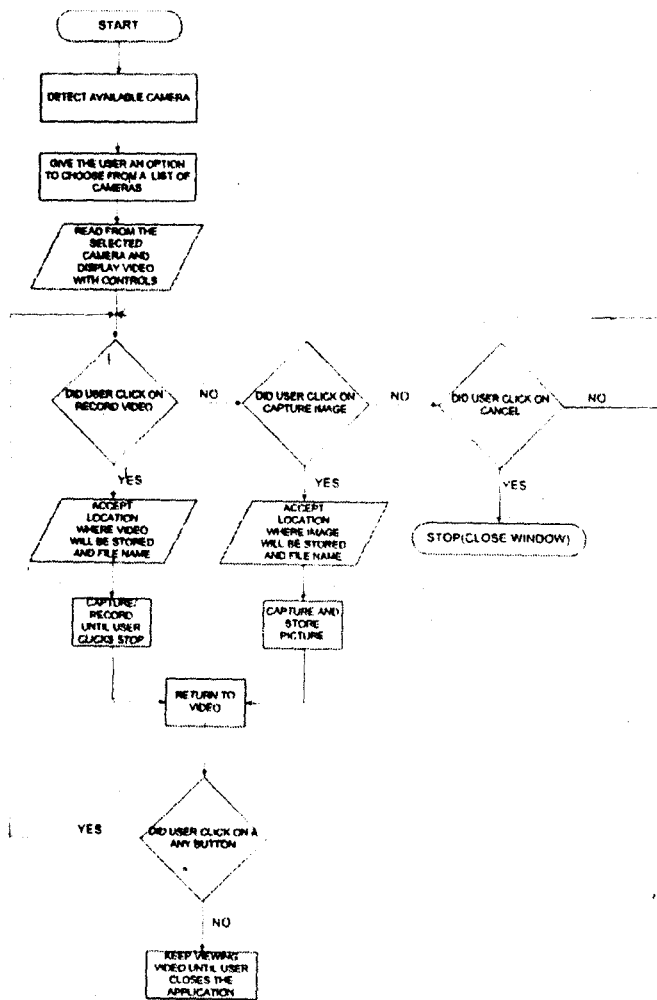 START
DETECT AVAILABLE CAMERA
GIVE THE USER AN OPTION
TO CHOOSE FROM A LIST OF
CAMERAS
READ FROM THE
SELECTED
CAMERA AND
DISPLAY VIDEO
WITH CONTROLS
DID USER CLICK ON
RECORD VIDEO
NO
DID USER CLICK ON
CAPTURE IMAGE
NO
DID USER CLICK ON
CANCEL
NO
YES
YES
YES
ACCEPT
LOCATION
WHERE VIDEO
WILL BE STORED
AND FILE NAME
ACCEPT
LOCATION
WHERE IMAGE
WILL BE STORED
AND FILE NAME
STOP(CLOSE WINDOW)
CAPTURE/
RECORD
UNTIL USER
CLICKS STOP
CAPTURE AND
STORE
PICTURE
RETURN TO
VIDEO
YES
DID USER CLICK ON A
ANY BUTTON
NO
KEEP VIEWING
VIDEO UNTIL USER
CLOSES THE
APPLICATION